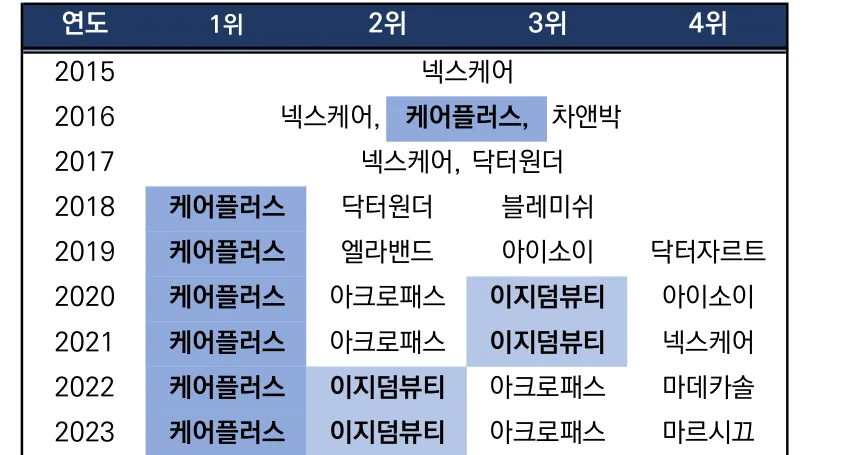 연도 1위 2위 3위 4위
2015 넥스케어
2016 넥스케어, 케어플러스, 차앤박
2017 넥스케어, 닥터원더
2018 케어플러스 닥터원더 블레미쉬
2019 케어플러스 엘라밴드 아이소이 닥터자르트
2020 케어플러스 아크로패스 이지덤뷰티 아이소이
2021 케어플러스 아크로패스 이지덤뷰티 넥스케어
2022 케어플러스 이지덤뷰티 아크로패스 마데카솔
2023 케어플러스 이지덤뷰티 아크로패스 마르시끄